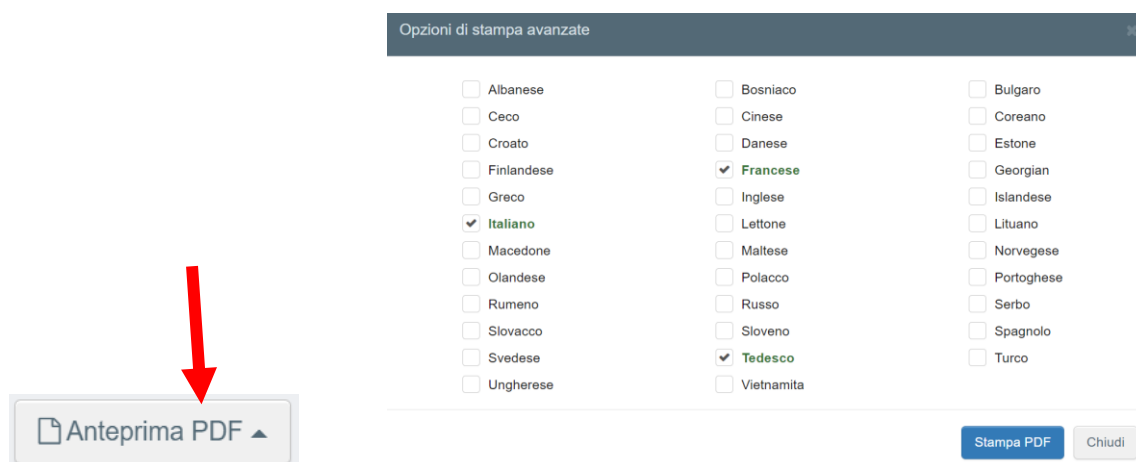 Opzioni di stampa avanzate
Albanese Bosniaco Bulgaro
Ceco Cinese Coreano
Croato Danese Estone
Finlandese Francese Georgian
Greco Inglese Islandese
Italiano Lettone Lituano
Macedone Maltese Norvegese
Olandese Polacco Portoghese
Rumeno Russo Serbo
Slovacco Sloveno Spagnolo
Svedese Tedesco Turco
Ungherese Vietnamita
Anteprima PDF
Stampa PDF Chiudi